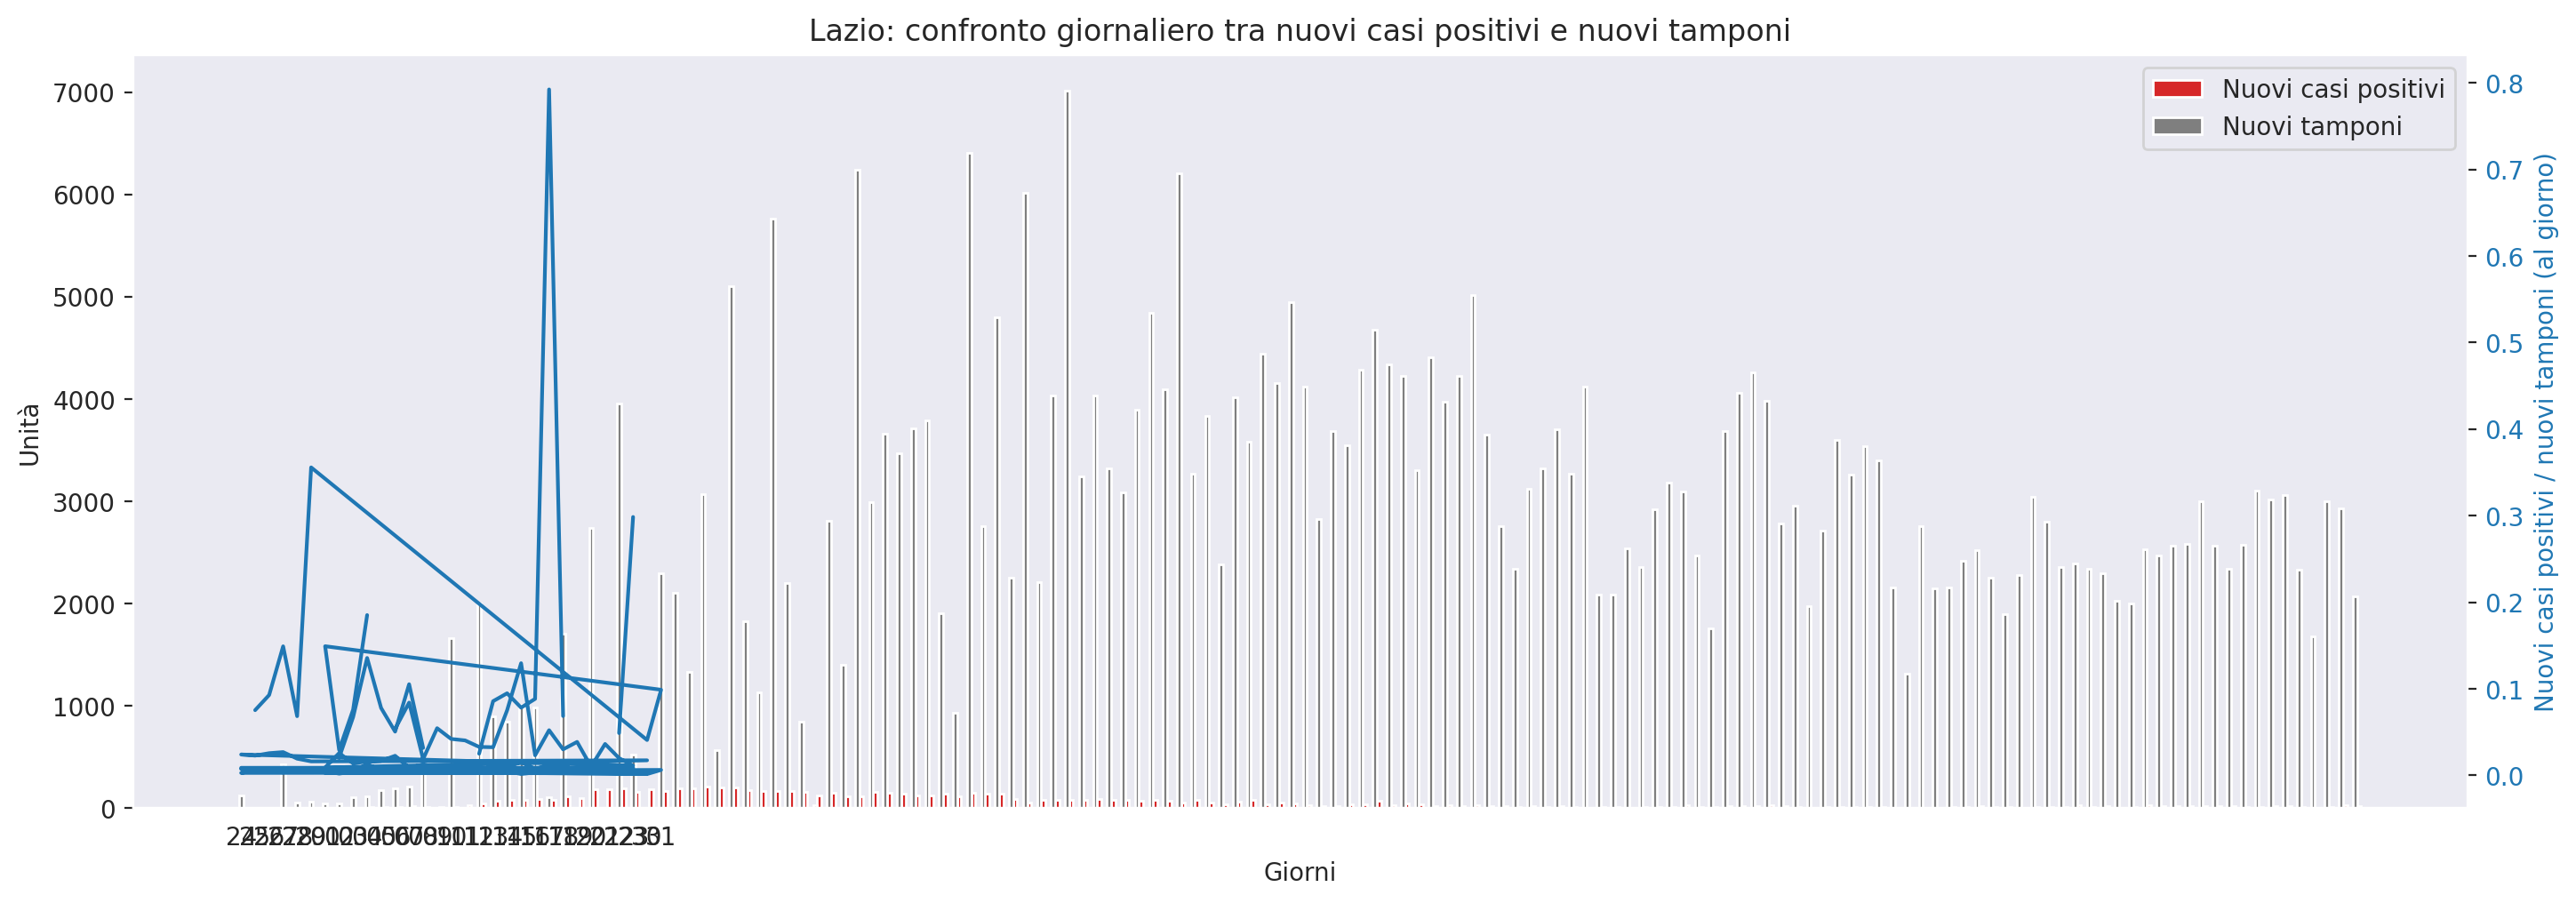 Lazio: confronto giornaliero tra nuovi casi positivi e nuovi tamponi
Nuovi casi positivi
Nuovi tamponi
7000
6000
5000
4000
3000
2000
1000
0
Unità
0.8
0.7
0.6
0.5
0.4
0.3
0.2
0.1
0.0
Nuovi casi positivi / nuovi tamponi (al giorno)
Giorni